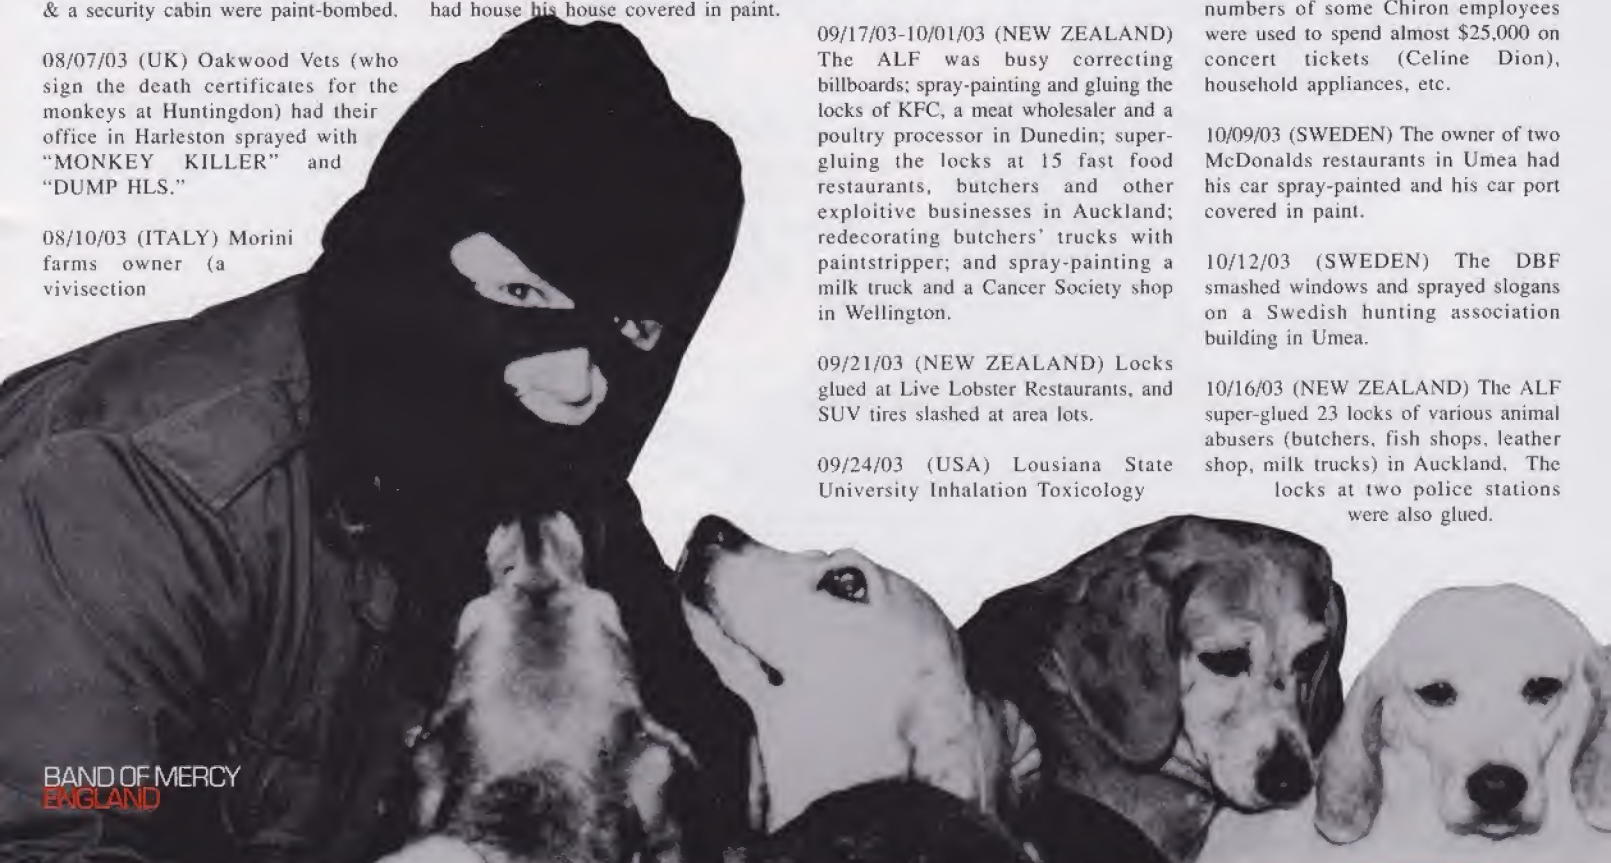 & a security cabin were paint-bombed.
08/07/03 (UK) Oakwood Vets (who
sign the death certificates for the
monkeys at Huntingdon) had their
office in Harleston sprayed with
“MONKEY KILLER” and
“DUMP HLS.”
08/10/03 (ITALY) Morini
farms owner (a
vivisection
had house his house covered in paint.
09/17/03-10/01/03 (NEW ZEALAND)
The ALF was busy correcting
billboards; spray-painting and gluing the
locks of KFC, a meat wholesaler and a
poultry processor in Dunedin; super-
gluing the locks at 15 fast food
restaurants, butchers and other
exploitive businesses in Auckland;
redecorating butchers’ trucks with
paintstripper; and spray-painting a
milk truck and a Cancer Society shop
in Wellington.
09/21/03 (NEW ZEALAND) Locks
glued at Live Lobster Restaurants, and
SUV tires slashed at area lots.
09/24/03 (USA) Lousiana State
University Inhalation Toxicology
numbers of some Chiron employees
were used to spend almost $25,000 on
concert tickets (Celine Dion),
household appliances, etc.
10/09/03 (SWEDEN) The owner of two
McDonalds restaurants in Umea had
his car spray-painted and his car port
covered in paint.
10/12/03 (SWEDEN) The DBF
smashed windows and sprayed slogans
on a Swedish hunting association
building in Umea.
10/16/03 (NEW ZEALAND) The ALF
super-glued 23 locks of various animal
abusers (butchers, fish shops, leather
shop, milk trucks) in Auckland. The
locks at two police stations
were also glued.
BAND OF MERCY
ENGLAND